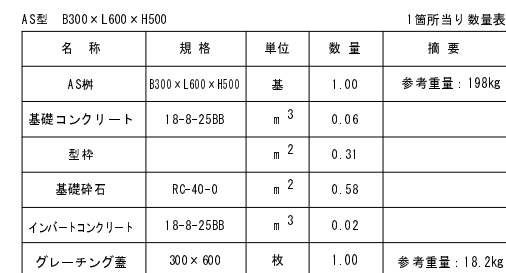 AS型 B300×L600×H500 1箇所当り数量表
名 称 規 格 単位 数 量 摘 要
AS桝 B300×L600×H500 基 1.00 参考重量：198kg
基礎コンクリート 18-8-25BB m3 0.06
型枠 m2 0.31
基礎砕石 RC-40-0 m2 0.58
インバートコンクリート 18-8-25BB m3 0.02
グレーチング蓋 300×600 枚 1.00 参考重量：18.2kg